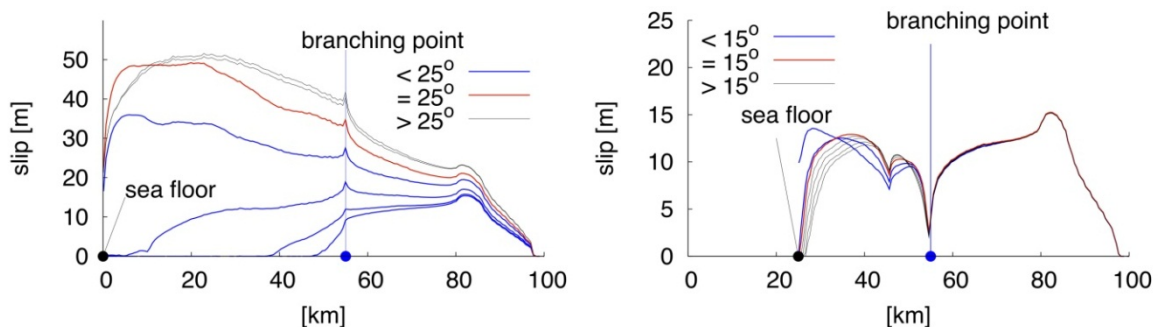 slip [m]
50
40
30
20
10
0
branching point
< 25°
= 25°
> 25°
sea floor
0 20 40 60 80 100
[km]
slip [m]
25
20
15
10
5
0
< 15°
= 15°
> 15°
branching point
sea floor
0 20 40 60 80 100
[km]